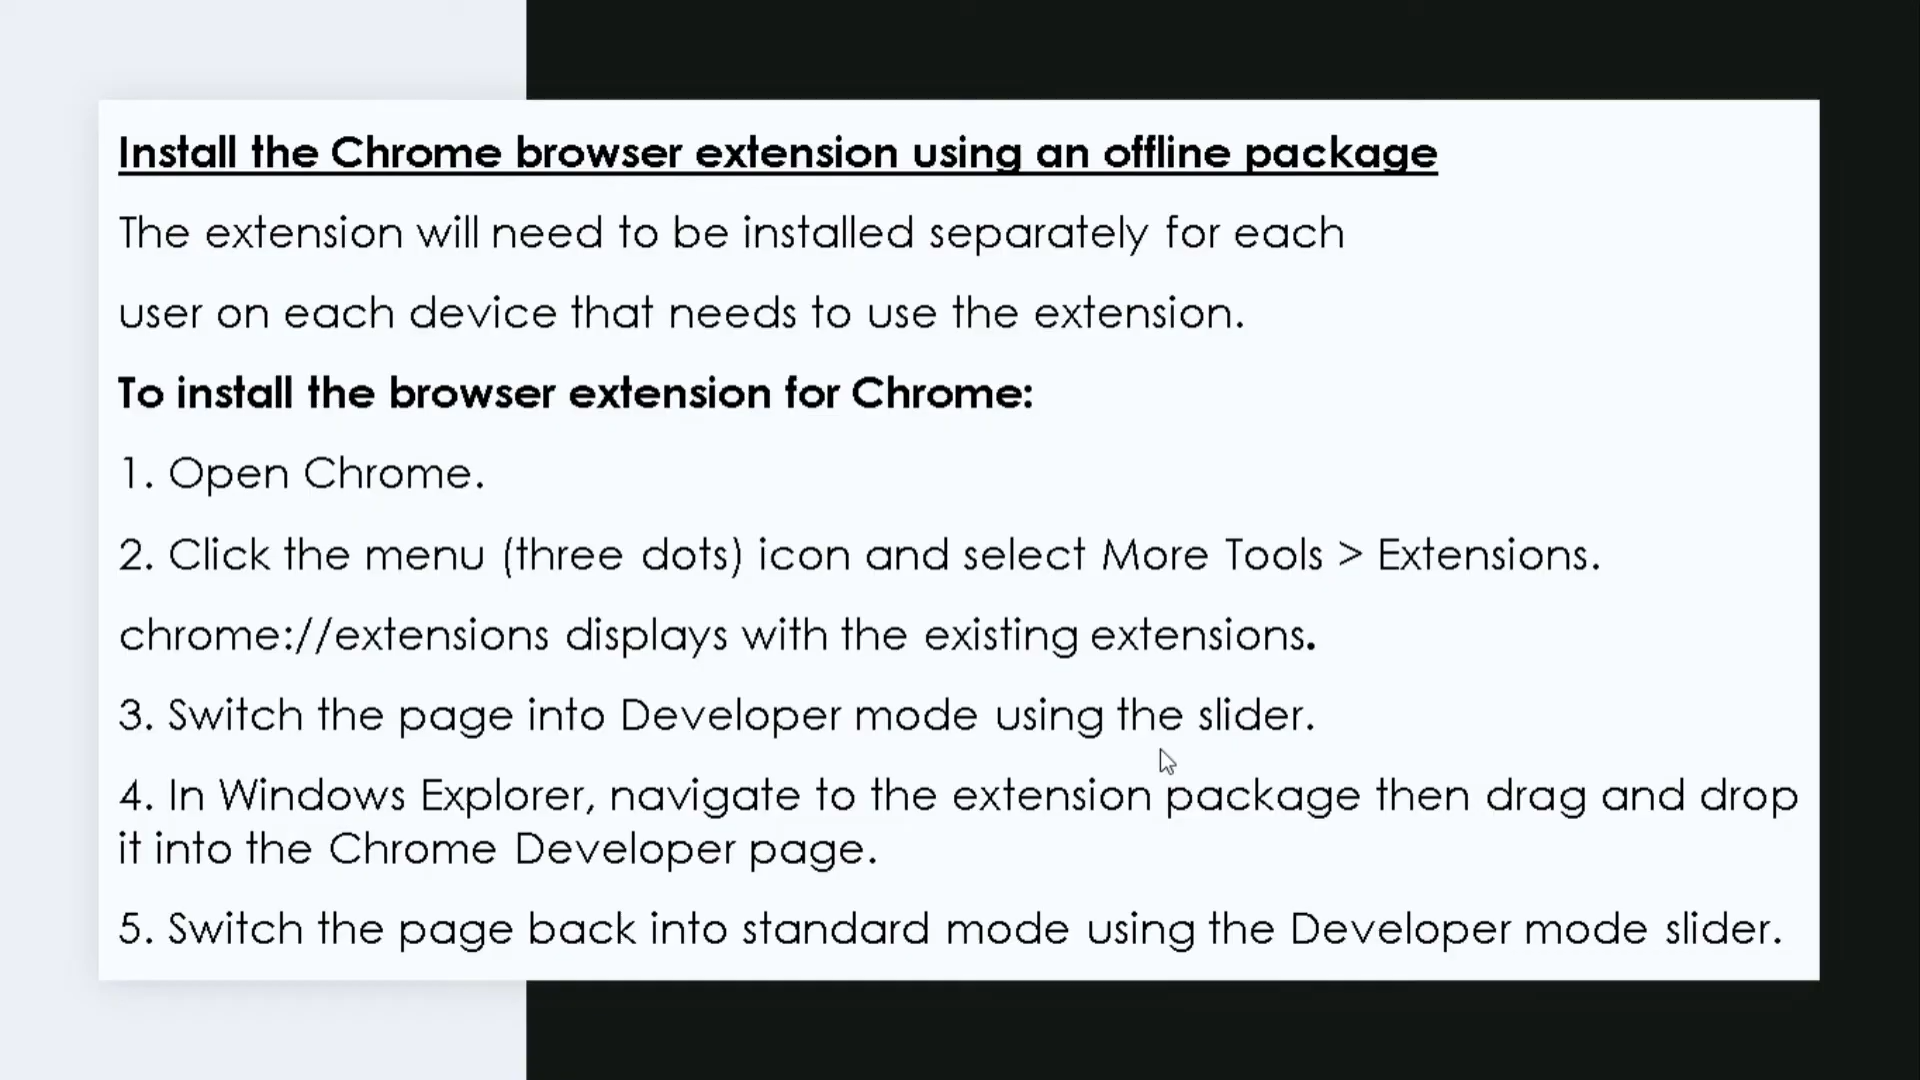 Install the Chrome browser extension using an offline package
The extension will need to be installed separately for each
user on each device that needs to use the extension.
To install the browser extension for Chrome:
1. Open Chrome.
2. Click the menu (three dots) icon and select More Tools > Extensions.
chrome://extensions displays with the existing extensions.
3. Switch the page into Developer mode using the slider.
4. In Windows Explorer, navigate to the extension package then drag and drop
it into the Chrome Developer page.
5. Switch the page back into standard mode using the Developer mode slider.